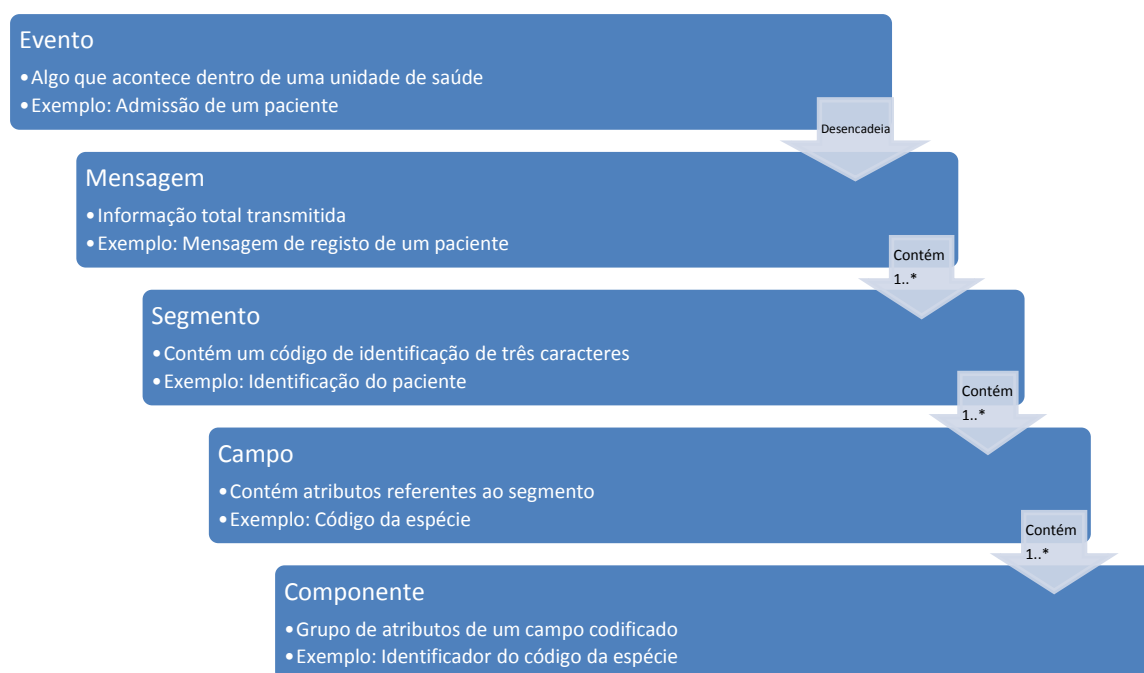 Evento
•Algo que acontece dentro de uma unidade de saúde
•Exemplo: Admissão de um paciente
Desencadeia
Mensagem
•Informação total transmitida
•Exemplo: Mensagem de registo de um paciente
Contém
1..*
Segmento
•Contém um código de identificação de três caracteres
•Exemplo: Identificação do paciente
Contém
1..*
Campo
•Contém atributos referentes ao segmento
•Exemplo: Código da espécie
Contém
1..*
Componente
•Grupo de atributos de um campo codificado
•Exemplo: Identificador do código da espécie